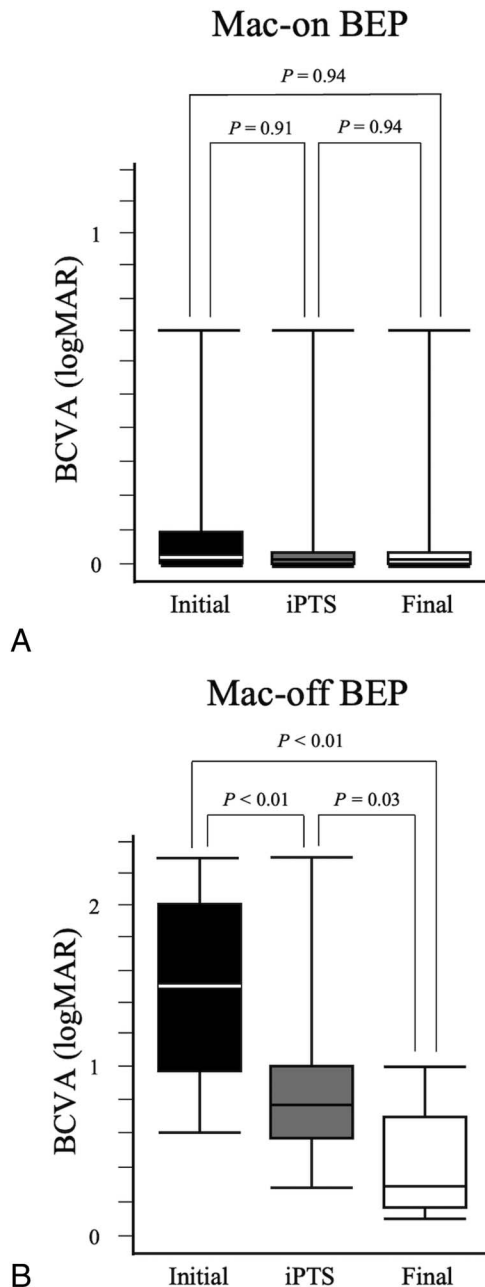 Mac-on BEP
P = 0.94
P = 0.91
P = 0.94
BCVA (logMAR)
1
0
Initial
iPTS
Final
A
Mac-off BEP
P < 0.01
P < 0.01
P = 0.03
BCVA (logMAR)
2
1
0
Initial
iPTS
Final
B